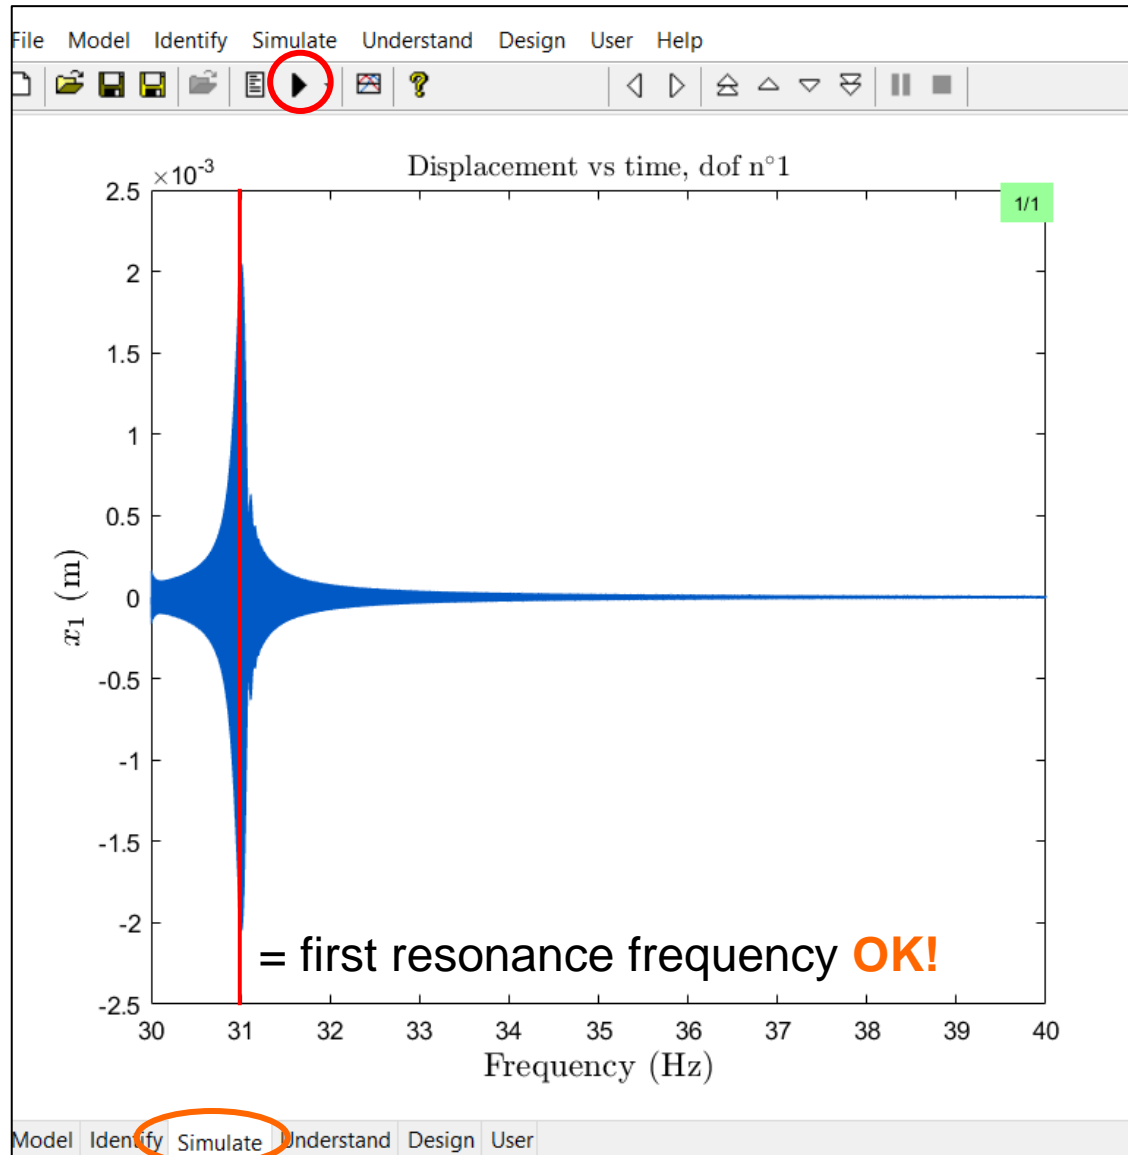 File Model Identify Simulate Understand Design User Help
Displacement vs time, dof n°1
×10-3
1/1
2.5
2
1.5
1
0.5
0
-0.5
-1
-1.5
-2
-2.5
x1 (m)
= first resonance frequency OK!
30 31 32 33 34 35 36 37 38 39 40
Frequency (Hz)
Model Identify Simulate Understand Design User